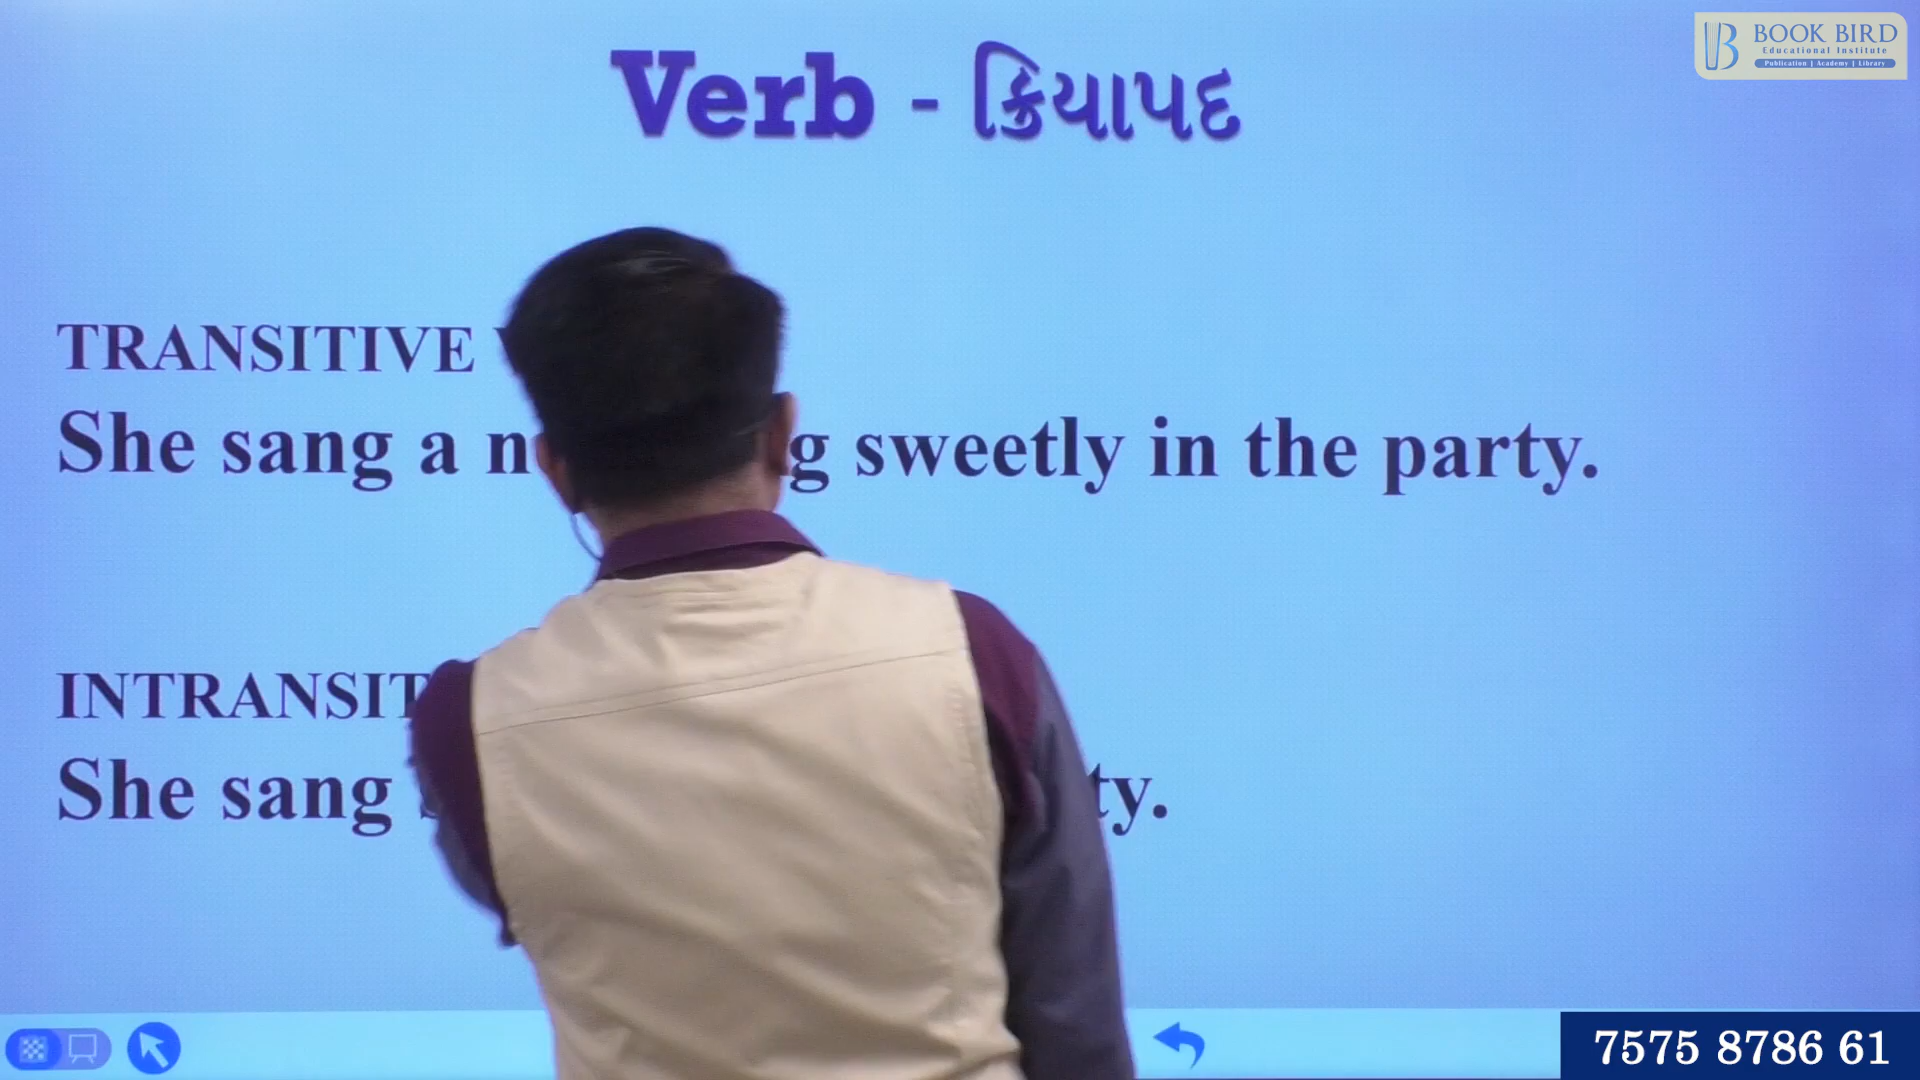 BOOK BIRD
Educational Institute
Publication | Academy | Library
Verb - ક્રિયાપદ
TRANSITIVE
She sang a sweetly in the party.
INTRANSIT
She sang
7575 8786 61